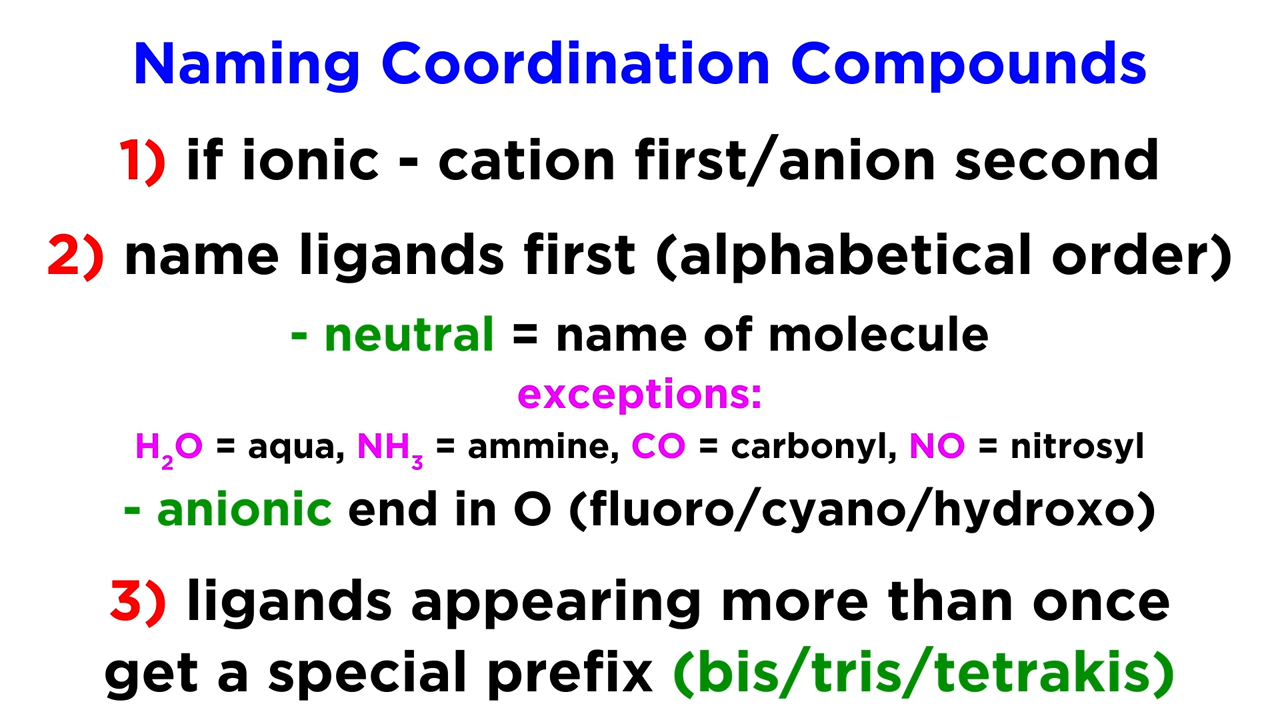 Naming Coordination Compounds
1) if ionic - cation first/anion second
2) name ligands first (alphabetical order)
- neutral = name of molecule
exceptions:
H₂O = aqua, NH₃ = ammine, CO = carbonyl, NO = nitrosyl
- anionic end in O (fluoro/cyano/hydroxo)
3) ligands appearing more than once
get a special prefix (bis/tris/tetrakis)